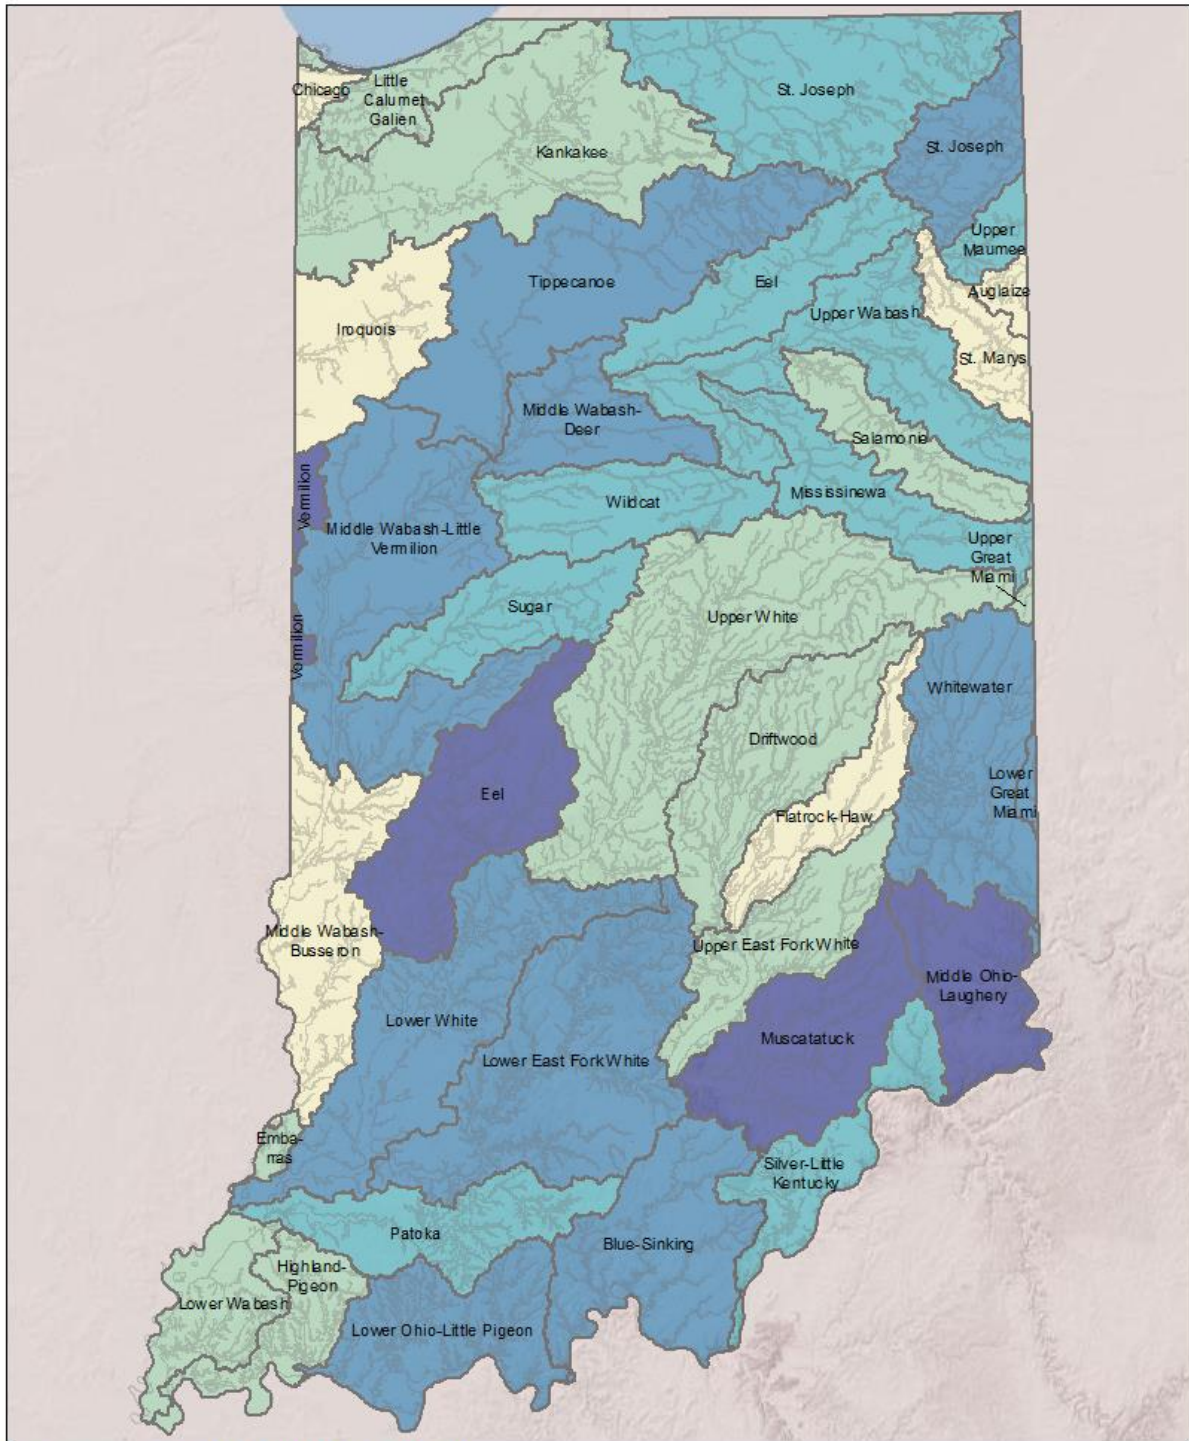 St. Joseph
Chicago
Little
Calumet
Galien
Kankakee
St. Joseph
Upper
Maumee
Tippecanoe
Eel
Auglaize
Upper Wabash
Iroquois
St. Marys
Middle Wabash-
Deer
Salamonie
Vermilion
Wildcat
Mississinewa
Middle Wabash-Little
Vermilion
Upper
Great
Miami
Sugar
Upper White
Vermilion
Whitewater
Driftwood
Eel
Lower
Great
Miami
Flatrock-Haw
Middle Wabash-
Busseron
Upper East Fork White
Middle Ohio-
Laughery
Lower White
Muscatatuck
Lower East Fork White
Emba-
rras
Silver-Little
Kentucky
Patoka
Blue-Sinking
Highland-
Pigeon
Lower Wabash
Lower Ohio-Little Pigeon